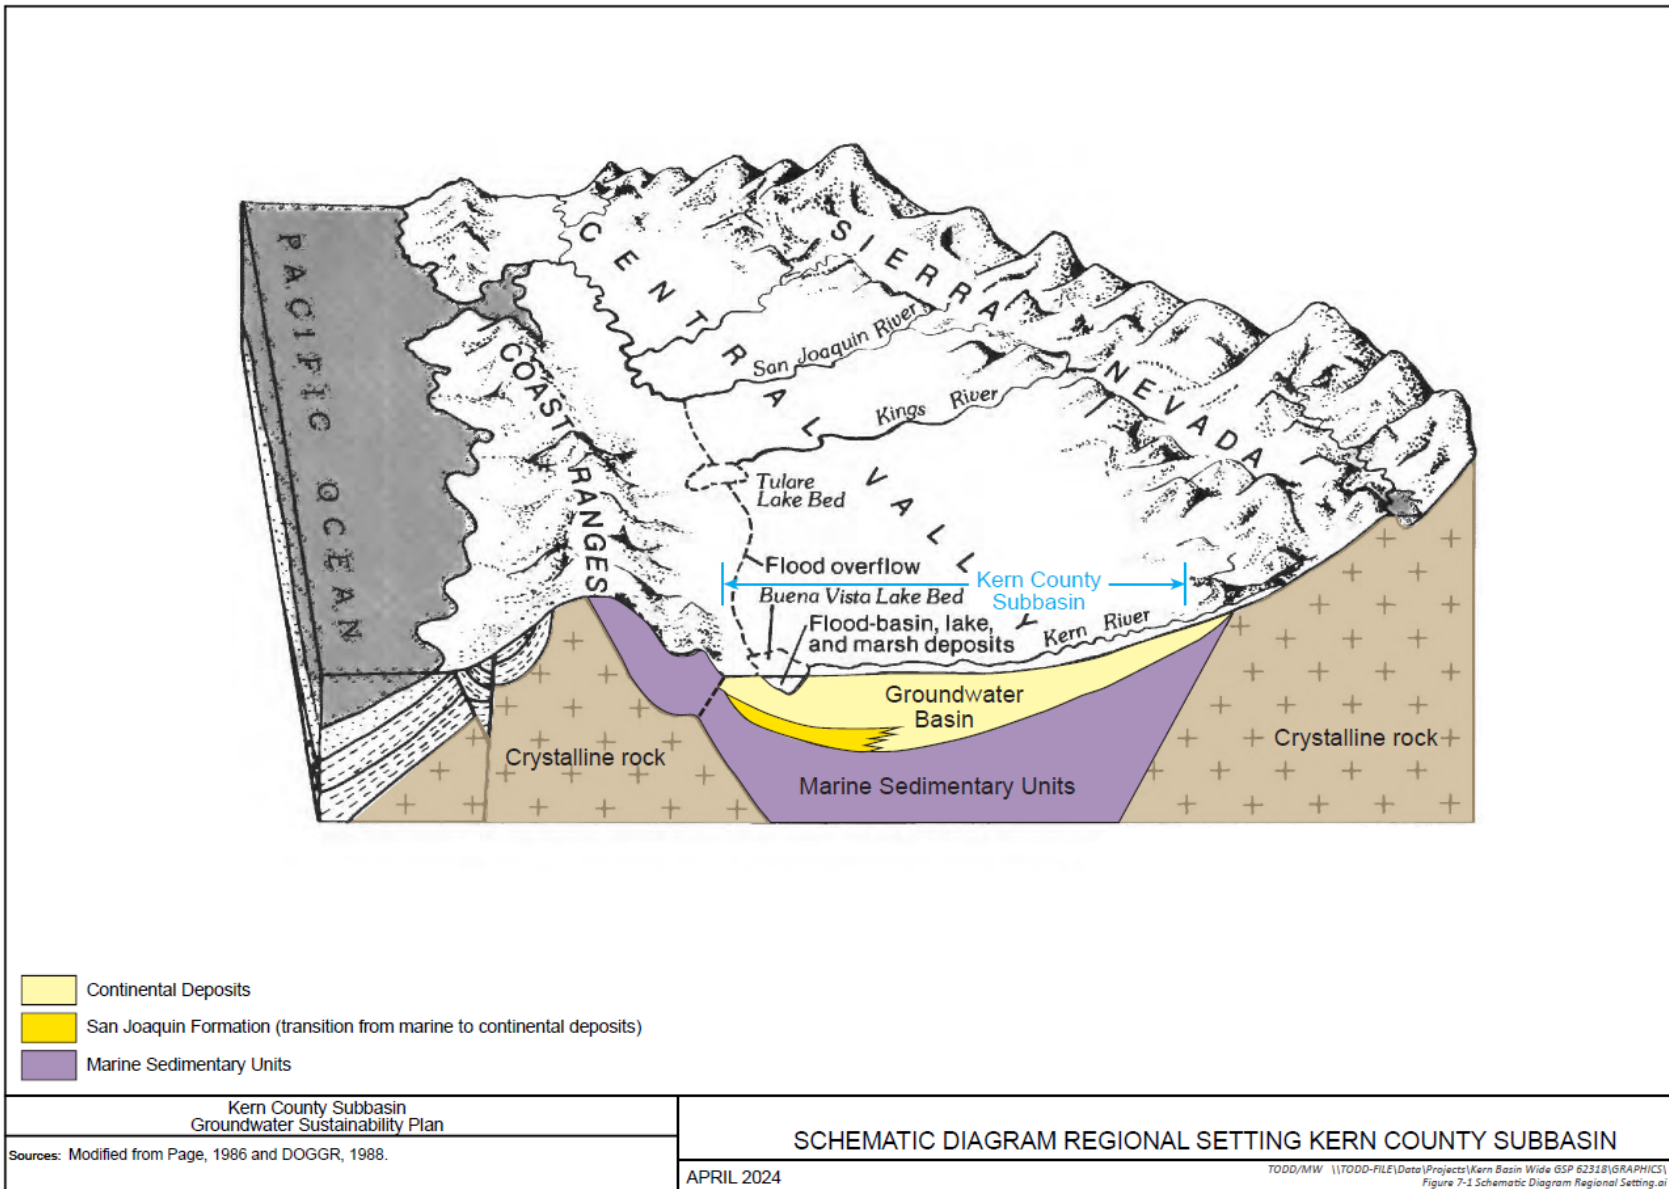 PACIFIC OCEAN
COAST RANGES
CENTRAL VALLEY
SIERRA NEVADA
San Joaquin River
Kings River
Tulare
Lake Bed
Flood overflow
Kern County
Subbasin
Buena Vista Lake Bed
Flood-basin, lake,
and marsh deposits
Kern River
Groundwater
Basin
Crystalline rock
Crystalline rock
Marine Sedimentary Units
Continental Deposits
San Joaquin Formation (transition from marine to continental deposits)
Marine Sedimentary Units
Kern County Subbasin
Groundwater Sustainability Plan
Sources: Modified from Page, 1986 and DOGGR, 1988.
SCHEMATIC DIAGRAM REGIONAL SETTING KERN COUNTY SUBBASIN
APRIL 2024
TODD/MW \\TODD-FILE\Data\Projects\Kern Basin Wide GSP 62318\GRAPHICS\
Figure 7-1 Schematic Diagram Regional Setting.ai